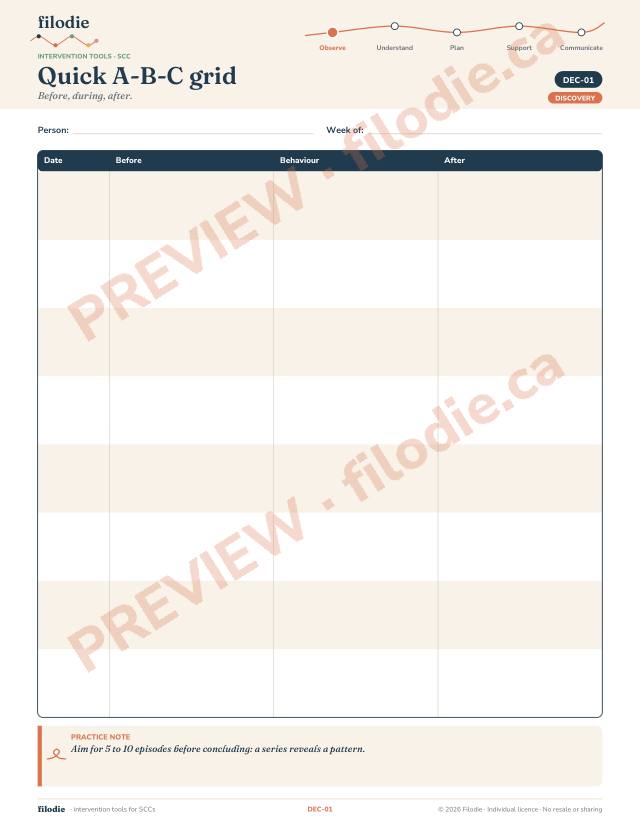 filodie
Observe Understand Plan Support Communicate
INTERVENTION TOOLS · SCC
Quick A-B-C grid
Before, during, after.
DEC-01
DISCOVERY
Person: Week of:
Date Before Behaviour After
PREVIEW · filodie.ca
PREVIEW · filodie.ca
PRACTICE NOTE
Aim for 5 to 10 episodes before concluding: a series reveals a pattern.
filodie · intervention tools for SCCs DEC-01 © 2026 Filodie · Individual licence · No resale or sharing